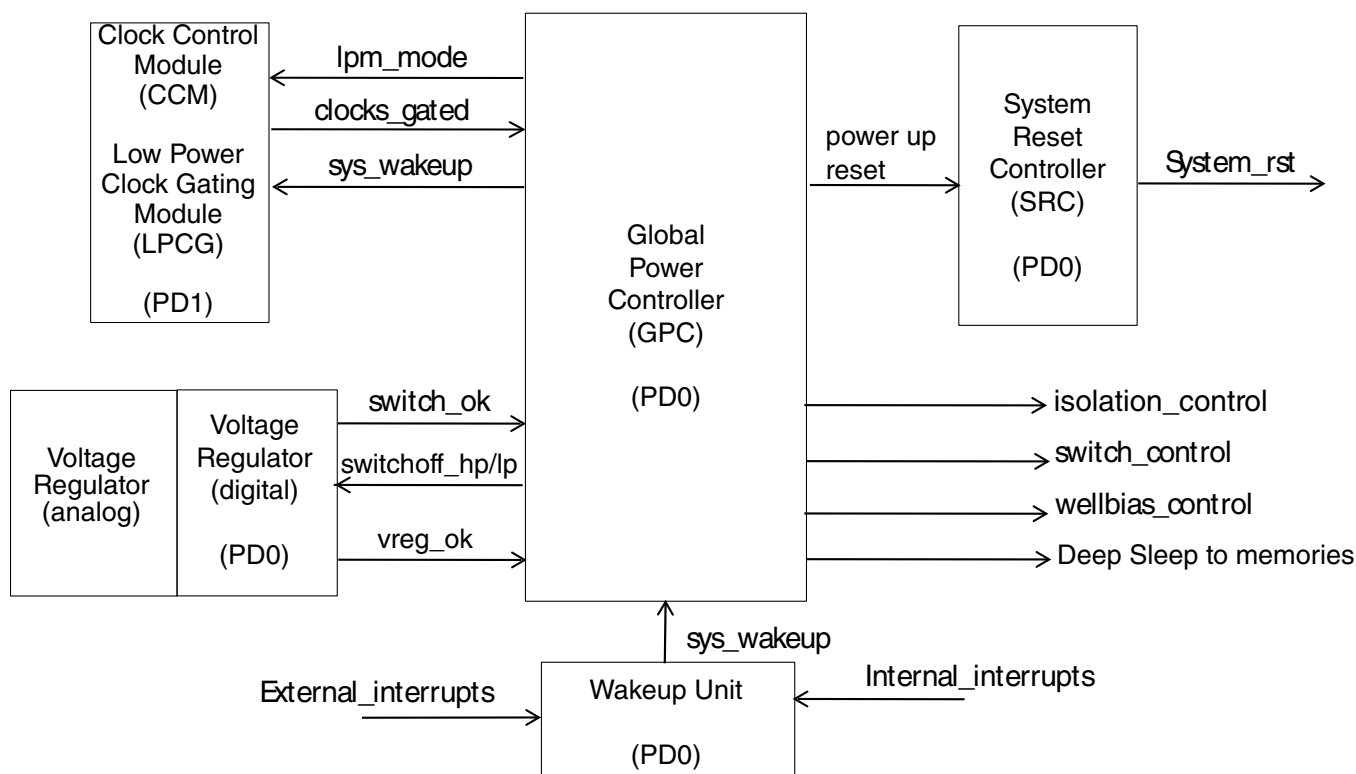 Clock Control
Module
(CCM)
Low Power
Clock Gating
Module
(LPCG)
(PD1)
lpm_mode
clocks_gated
sys_wakeup
Global
Power
Controller
(GPC)
(PD0)
power up
reset
System
Reset
Controller
(SRC)
(PD0)
System_rst
Voltage
Regulator
(analog)
Voltage
Regulator
(digital)
(PD0)
switch_ok
switchoff_hp/lp
vreg_ok
isolation_control
switch_control
wellbias_control
Deep Sleep to memories
sys_wakeup
External_interrupts
Wakeup Unit
(PD0)
Internal_interrupts